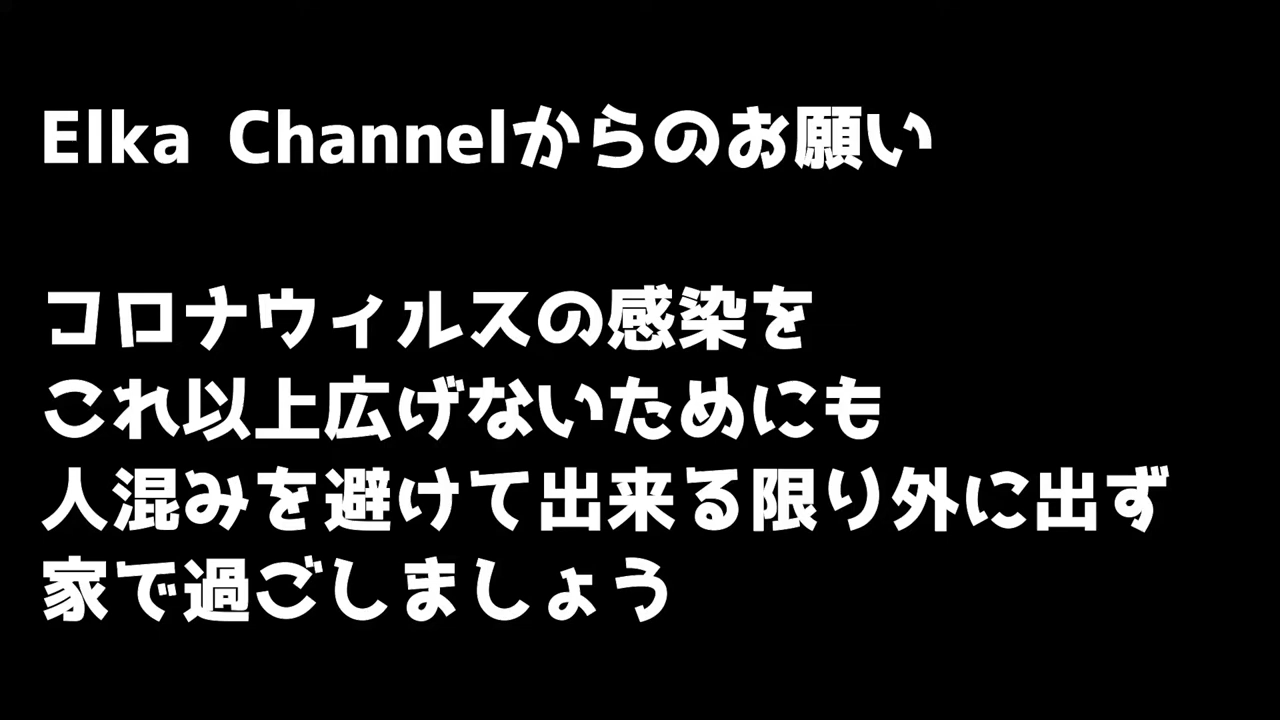 Elka Channelからのお願い
コロナウィルスの感染を
これ以上広げないためにも
人混みを避けて出来る限り外に出ず
家で過ごしましょう